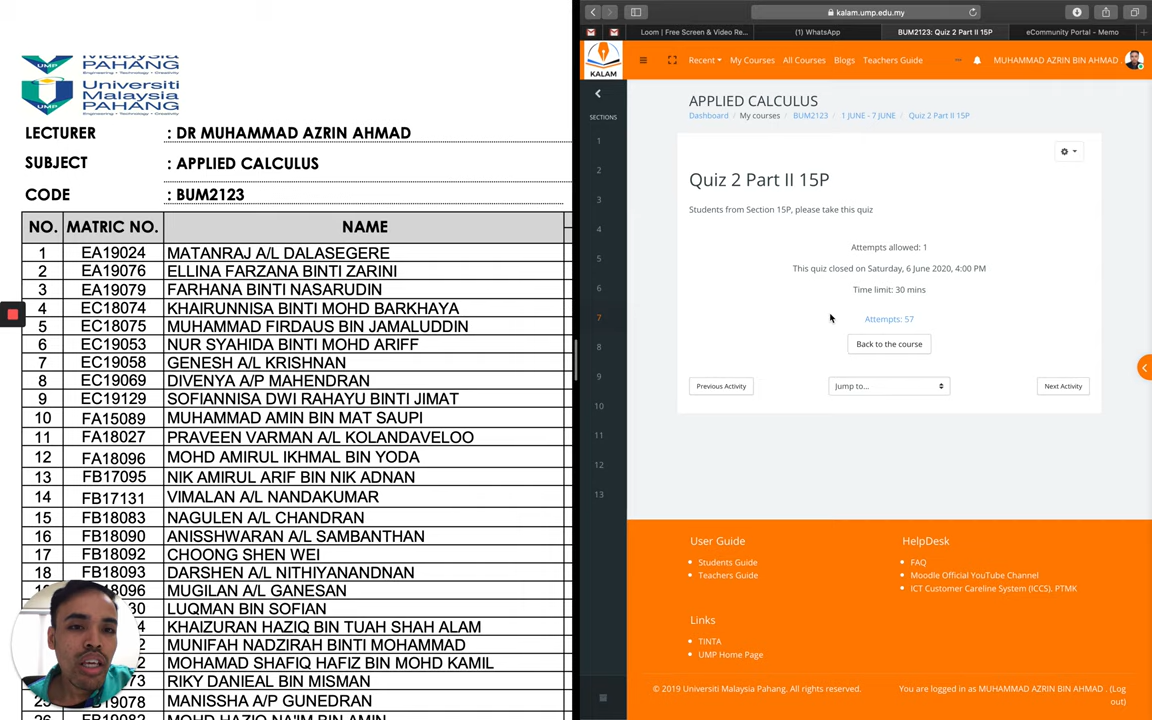 PAHANG
Engineering • Technology • Creativity
UMP
Universiti
Malaysia
PAHANG
Engineering • Technology • Creativity
LECTURER : DR MUHAMMAD AZRIN AHMAD
SUBJECT : APPLIED CALCULUS
CODE : BUM2123
NO. MATRIC NO. NAME
1 EA19024 MATANRAJ A/L DALASEGERE
2 EA19076 ELLINA FARZANA BINTI ZARINI
3 EA19079 FARHANA BINTI NASARUDIN
4 EC18074 KHAIRUNNISA BINTI MOHD BARKHAYA
5 EC18075 MUHAMMAD FIRDAUS BIN JAMALUDDIN
6 EC19053 NUR SYAHIDA BINTI MOHD ARIFF
7 EC19058 GENESH A/L KRISHNAN
8 EC19069 DIVENYA A/P MAHENDRAN
9 EC19129 SOFIANNISA DWI RAHAYU BINTI JIMAT
10 FA15089 MUHAMMAD AMIN BIN MAT SAUPI
11 FA18027 PRAVEEN VARMAN A/L KOLANDAVELOO
12 FA18096 MOHD AMIRUL IKHMAL BIN YODA
13 FB17095 NIK AMIRUL ARIF BIN NIK ADNAN
14 FB17131 VIMALAN A/L NANDAKUMAR
15 FB18083 NAGULEN A/L CHANDRAN
16 FB18090 ANISSHWARAN A/L SAMBANTHAN
17 FB18092 CHOONG SHEN WEI
18 FB18093 DARSHEN A/L NITHIYANANDNAN
MUGILAN A/L GANESAN
LUQMAN BIN SOFIAN
KHAIZURAN HAZIQ BIN TUAH SHAH ALAM
MUNIFAH NADZIRAH BINTI MOHAMMAD
MOHAMAD SHAFIQ HAFIZ BIN MOHD KAMIL
RIKY DANIEAL BIN MISMAN
MANISSHA A/P GUNEDRAN
MOHD HAZIQ NA'IM BIN AMIN
kalam.ump.edu.my
Loom | Free Screen & Video Re...
(1) WhatsApp
BUM2123: Quiz 2 Part II 15P
eCommunity Portal - Memo
KALAM
Recent My Courses All Courses Blogs Teachers Guide
MUHAMMAD AZRIN BIN AHMAD
SECTIONS
1
2
3
4
5
6
7
8
9
10
11
12
13
APPLIED CALCULUS
Dashboard / My courses / BUM2123 / 1 JUNE - 7 JUNE / Quiz 2 Part II 15P
Quiz 2 Part II 15P
Students from Section 15P, please take this quiz
Attempts allowed: 1
This quiz closed on Saturday, 6 June 2020, 4:00 PM
Time limit: 30 mins
Attempts: 57
Back to the course
Previous Activity
Jump to...
Next Activity
User Guide
Students Guide
Teachers Guide
HelpDesk
FAQ
Moodle Official YouTube Channel
ICT Customer Careline System (ICCS). PTMK
Links
TINTA
UMP Home Page
© 2019 Universiti Malaysia Pahang. All rights reserved.
You are logged in as MUHAMMAD AZRIN BIN AHMAD . (Log
out)